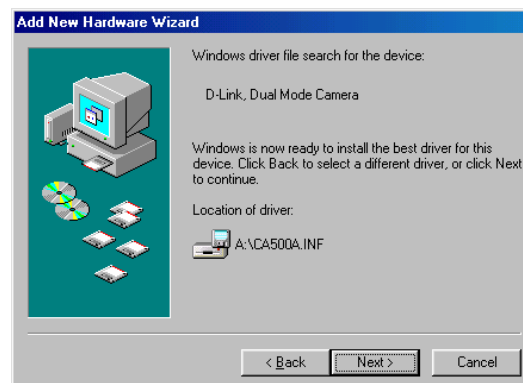 Add New Hardware Wizard
Windows driver file search for the device:
D-Link, Dual Mode Camera
Windows is now ready to install the best driver for this
device. Click Back to select a different driver, or click Next
to continue.
Location of driver:
A:\CA500A.INF
< Back
Next >
Cancel